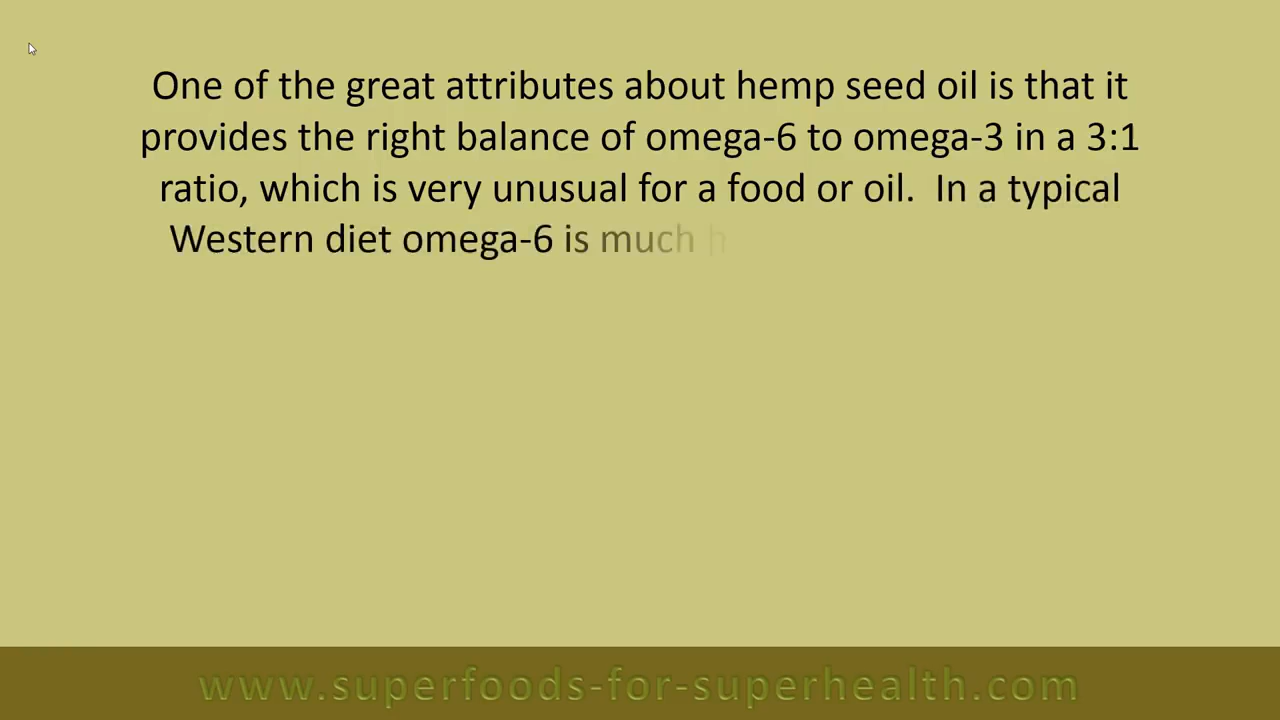 One of the great attributes about hemp seed oil is that it
provides the right balance of omega-6 to omega-3 in a 3:1
ratio, which is very unusual for a food or oil.  In a typical
Western diet omega-6 is much h
www.superfoods-for-superhealth.com